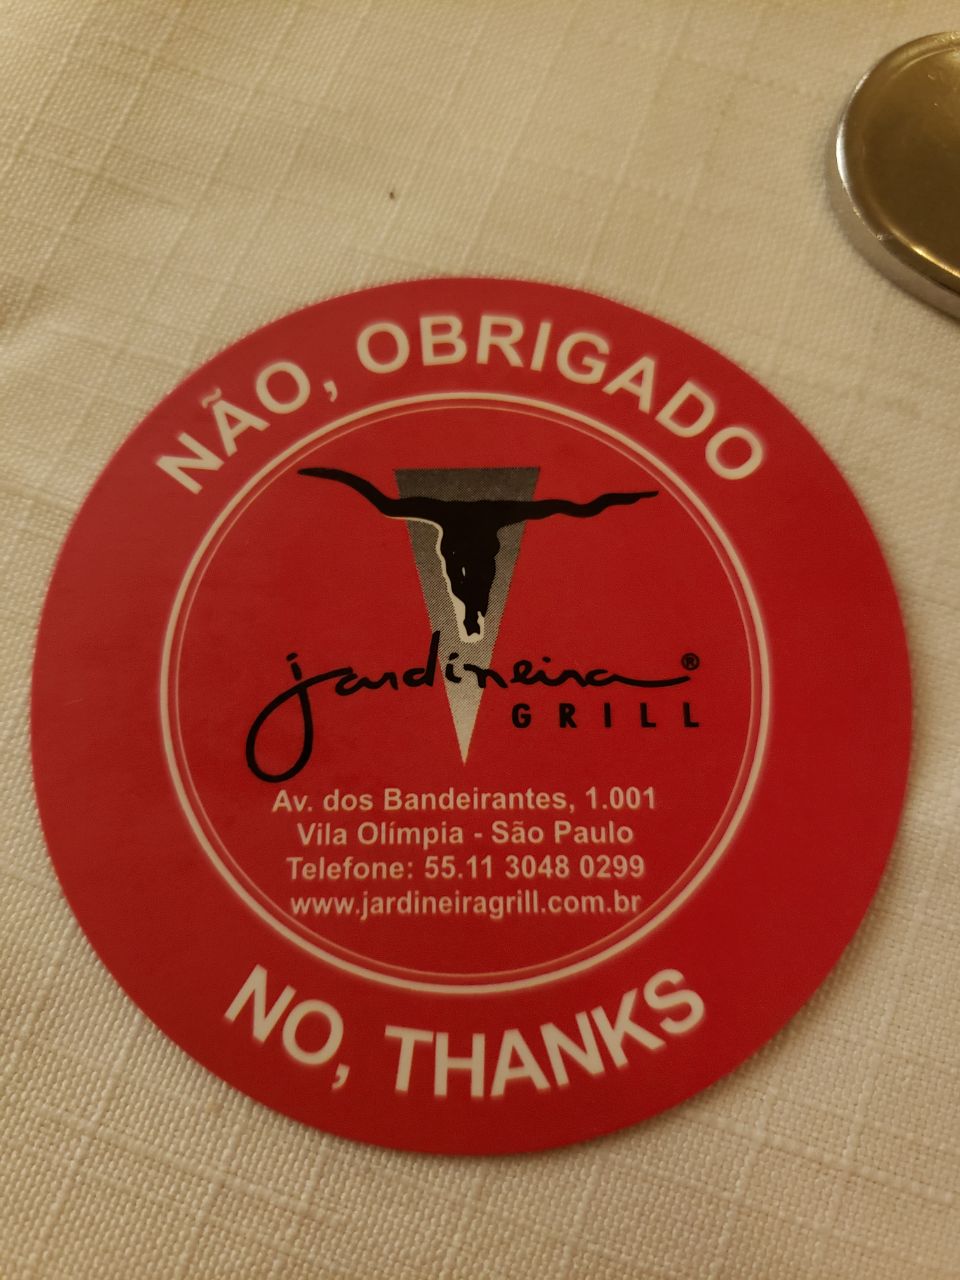 NÃO, OBRIGADO
jardineira ®
GRILL
Av. dos Bandeirantes, 1.001
Vila Olímpia - São Paulo
Telefone: 55.11 3048 0299
www.jardineiragrill.com.br
NO, THANKS